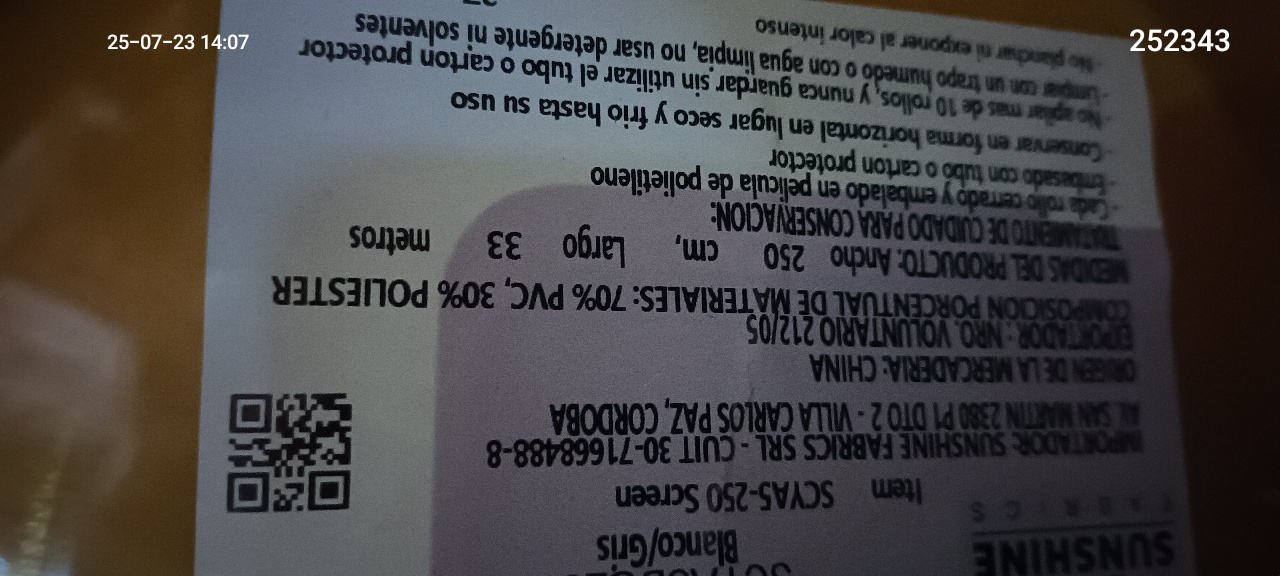 25-07-23 14:07
252343
SUNSHINE
FABRICS
Blanco/Gris
Item SCYA5-250 Screen
IMPORTADOR: SUNSHINE FABRICS SRL - CUIT 30-71668488-8
AV. SAN MARTIN 2380 P1 DTO 2 - VILLA CARLOS PAZ, CORDOBA
ORIGEN DE LA MERCADERIA: CHINA
EXPORTADOR: NRO. VOLUNTARIO 212/05
COMPOSICION PORCENTUAL DE MATERIALES: 70% PVC, 30% POLIESTER
MEDIDAS DEL PRODUCTO: Ancho 250 cm, Largo 33 metros
TRATAMIENTO DE CUIDADO PARA CONSERVACION:
- Cada rollo cerrado y embalado en pelicula de polietileno
- Embasado con tubo o carton protector
- Conservar en forma horizontal en lugar seco y frio hasta su uso
- No apilar mas de 10 rollos, y nunca guardar sin utilizar el tubo o carton protector
- Limpiar con un trapo humedo o con agua limpia, no usar detergente ni solventes
- No planchar ni exponer al calor intenso